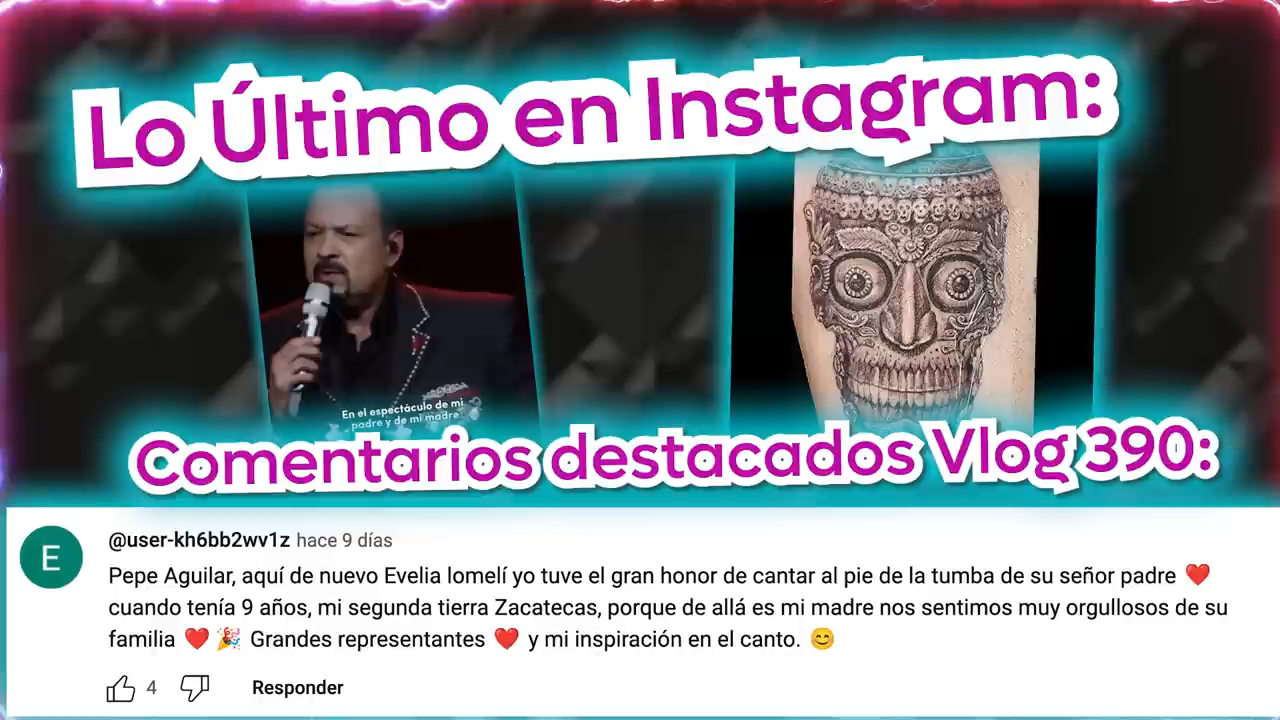 Lo Último en Instagram:
En el espectáculo de mi
padre y de mi madre
Comentarios destacados Vlog 390:
E
@user-kh6bb2wv1z hace 9 días
Pepe Aguilar, aquí de nuevo Evelia lomelí yo tuve el gran honor de cantar al pie de la tumba de su señor padre ❤️
cuando tenía 9 años, mi segunda tierra Zacatecas, porque de allá es mi madre nos sentimos muy orgullosos de su
familia ❤️ 🎉 Grandes representantes ❤️ y mi inspiración en el canto. 😊
4 Responder